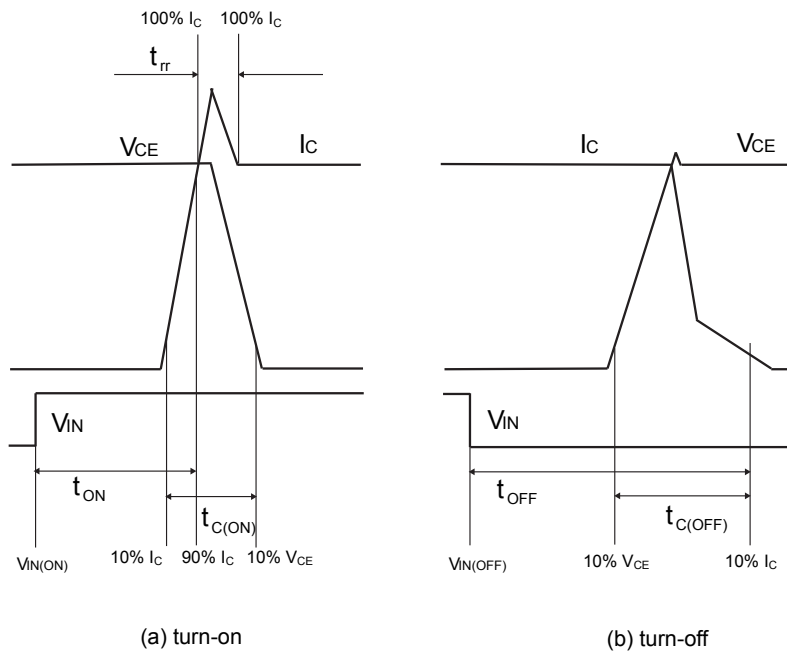 100% IC 100% IC
trr
VCE IC IC VCE
VIN VIN
tON tOFF
tC(ON) tC(OFF)
VIN(ON) 10% IC 90% IC 10% VCE VIN(OFF) 10% VCE 10% IC
(a) turn-on (b) turn-off